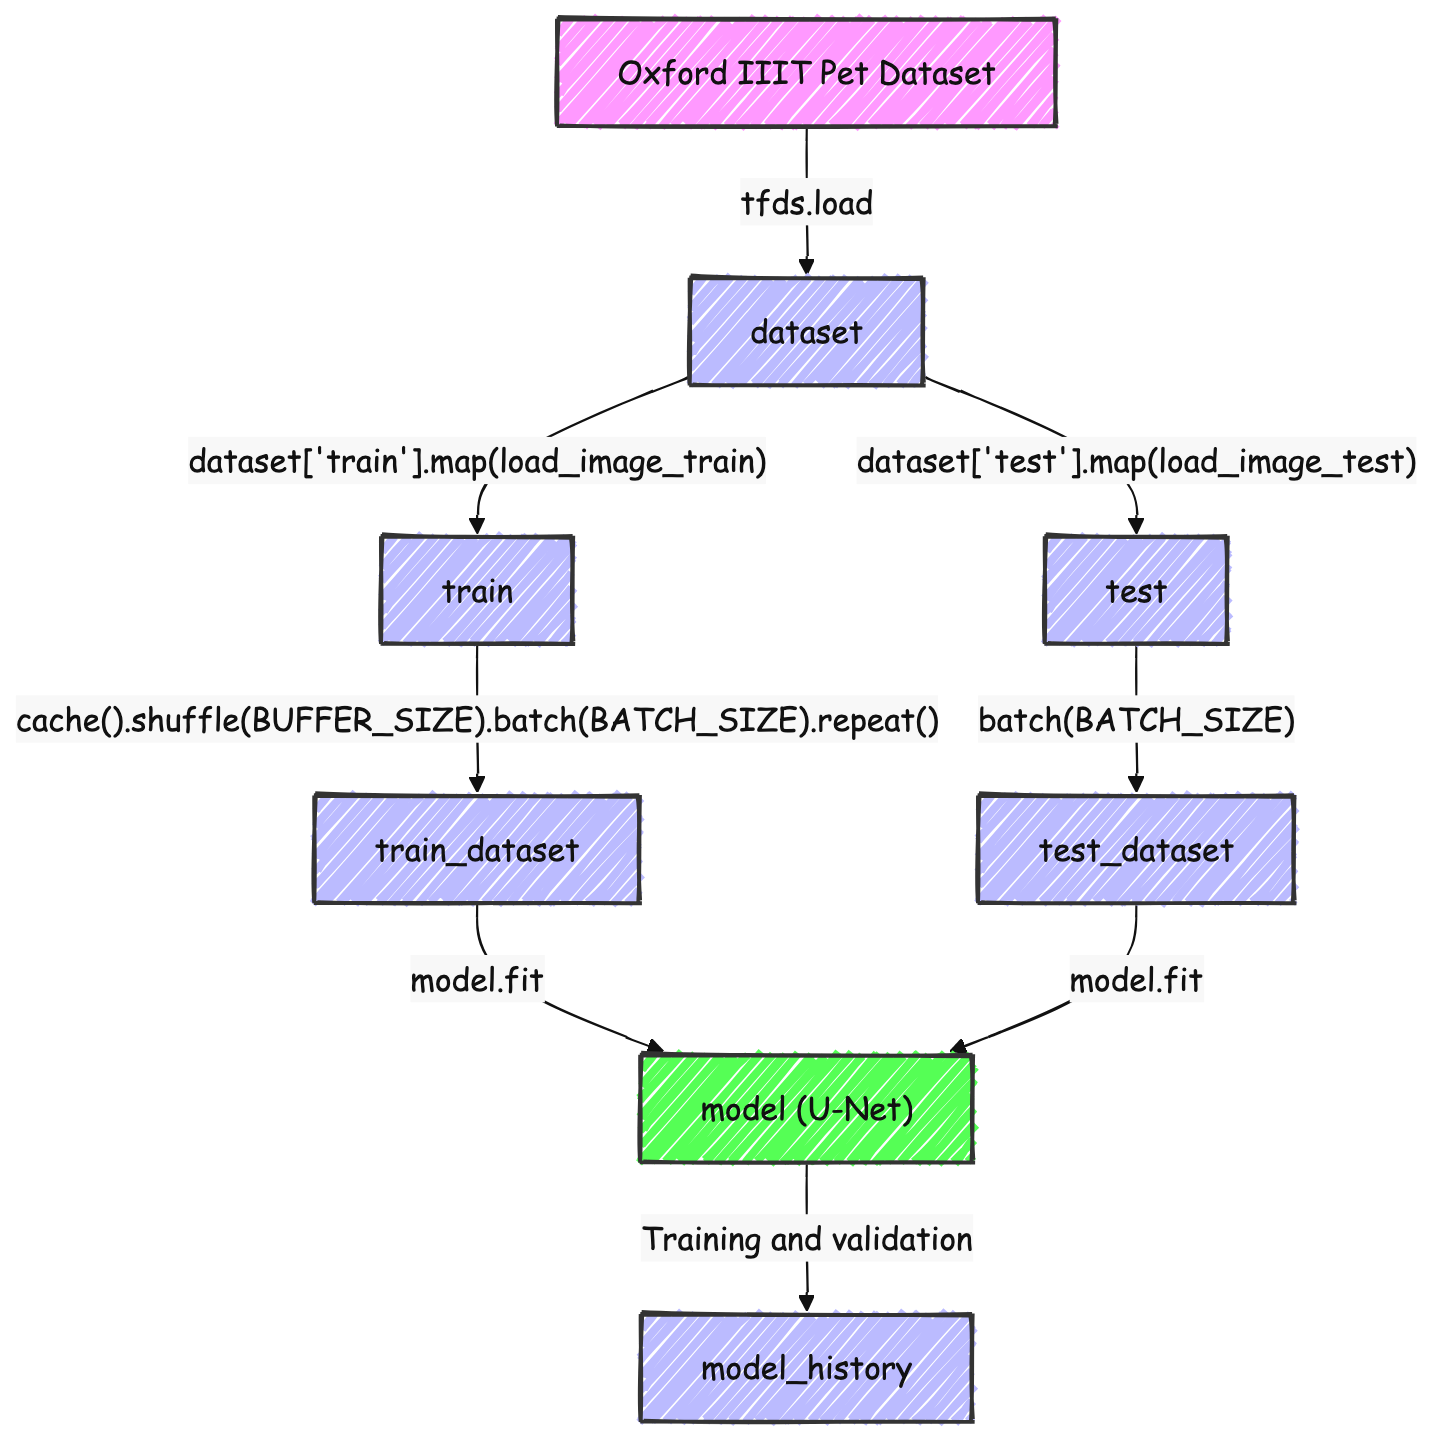 Oxford IIIT Pet Dataset
tfds.load
dataset
dataset['train'].map(load_image_train)
dataset['test'].map(load_image_test)
train
test
cache().shuffle(BUFFER_SIZE).batch(BATCH_SIZE).repeat()
batch(BATCH_SIZE)
train_dataset
test_dataset
model.fit
model.fit
model (U-Net)
Training and validation
model_history